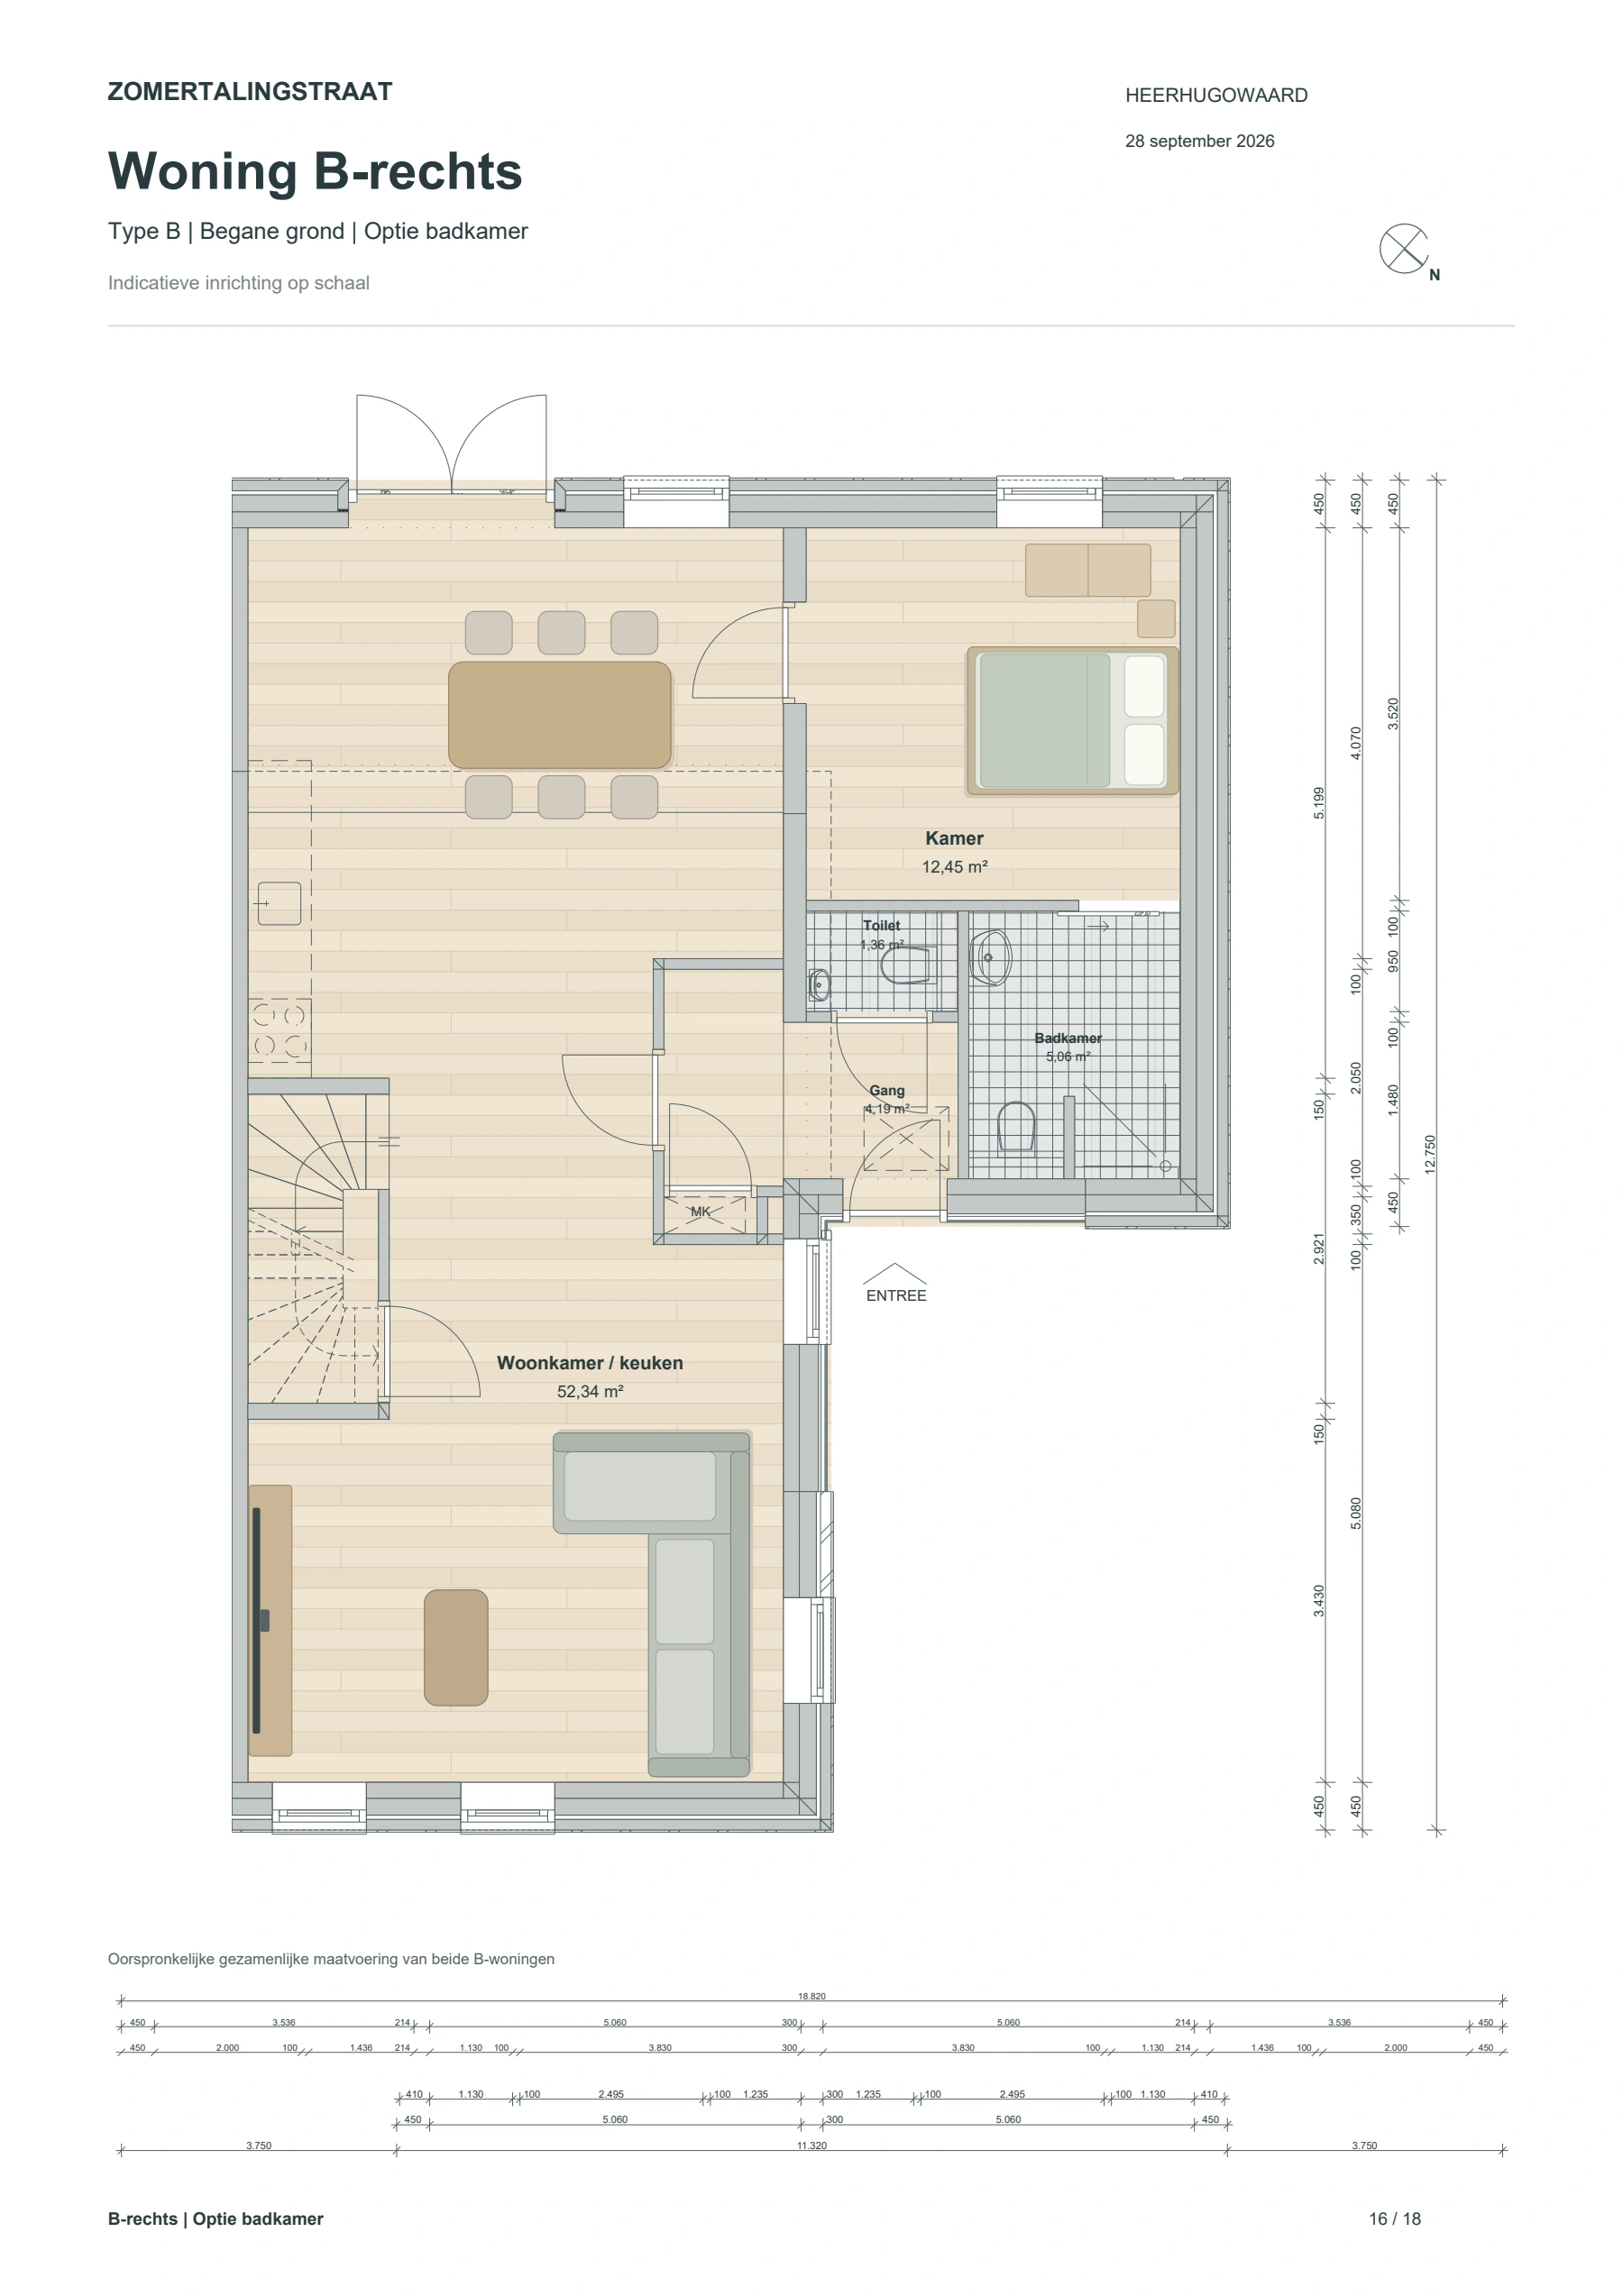 ZOMERTALINGSTRAAT
HEERHUGOWAARD
28 september 2026
Woning B-rechts
Type B | Begane grond | Optie badkamer
N
Indicatieve inrichting op schaal
450
450
450
3.520
4.070
5.199
Kamer
12,45 m²
Toilet
1,36 m²
100
950
100
Badkamer
5,06 m²
100
Gang
4,19 m²
2.050
1.480
150
12.750
100
MK
350
450
2.921
100
ENTREE
Woonkamer / keuken
52,34 m²
150
5.080
3.430
450
450
Oorspronkelijke gezamenlijke maatvoering van beide B-woningen
18.820
450 3.536 214 5.060 300 5.060 214 3.536 450
450 2.000 100 1.436 214 1.130 100 3.830 300 3.830 100 1.130 214 1.436 100 2.000 450
410 1.130 100 2.495 100 1.235 300 1.235 100 2.495 100 1.130 410
450 5.060 300 5.060 450
3.750 11.320 3.750
B-rechts | Optie badkamer
16 / 18